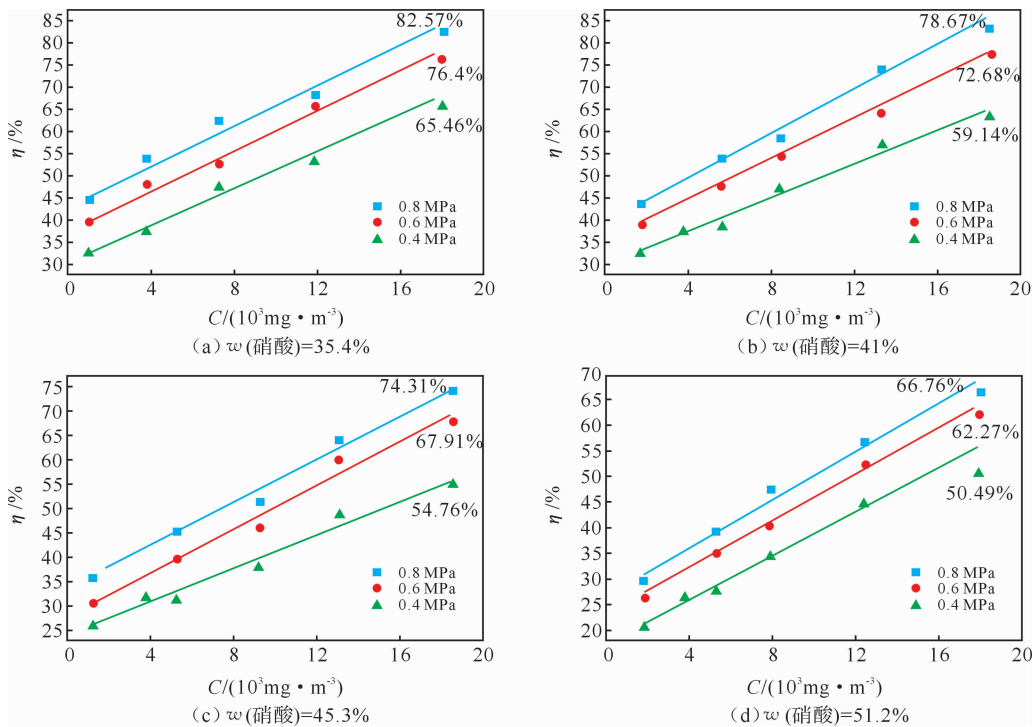 85
80
75
70
65
60
55
50
45
40
35
30
η/%
82.57%
76.4%
65.46%
0.8 MPa
0.6 MPa
0.4 MPa
0 4 8 12 16 20
C/(10³mg·m⁻³)
(a) w(硝酸)=35.4%
85
80
75
70
65
60
55
50
45
40
35
30
η/%
78.67%
72.68%
59.14%
0.8 MPa
0.6 MPa
0.4 MPa
0 4 8 12 16 20
C/(10³mg·m⁻³)
(b) w(硝酸)=41%
75
70
65
60
55
50
45
40
35
30
25
η/%
74.31%
67.91%
54.76%
0.8 MPa
0.6 MPa
0.4 MPa
0 4 8 12 16 20
C/(10³mg·m⁻³)
(c) w(硝酸)=45.3%
70
65
60
55
50
45
40
35
30
25
20
η/%
66.76%
62.27%
50.49%
0.8 MPa
0.6 MPa
0.4 MPa
0 4 8 12 16 20
C/(10³mg·m⁻³)
(d) w(硝酸)=51.2%